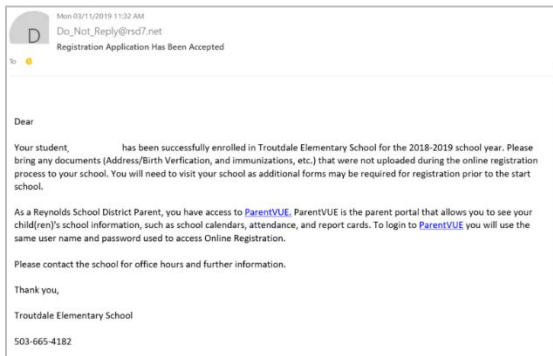 Mon 03/11/2019 11:32 AM
D
Do_Not_Reply@rsd7.net
Registration Application Has Been Accepted
To
Dear
Your student, has been successfully enrolled in Troutdale Elementary School for the 2018-2019 school year. Please
bring any documents (Address/Birth Verfication, and immunizations, etc.) that were not uploaded during the online registration
process to your school. You will need to visit your school as additional forms may be required for registration prior to the start
school.
As a Reynolds School District Parent, you have access to ParentVUE. ParentVUE is the parent portal that allows you to see your
child(ren)'s school information, such as school calendars, attendance, and report cards. To login to ParentVUE you will use the
same user name and password used to access Online Registration.
Please contact the school for office hours and further information.
Thank you,
Troutdale Elementary School
503-665-4182